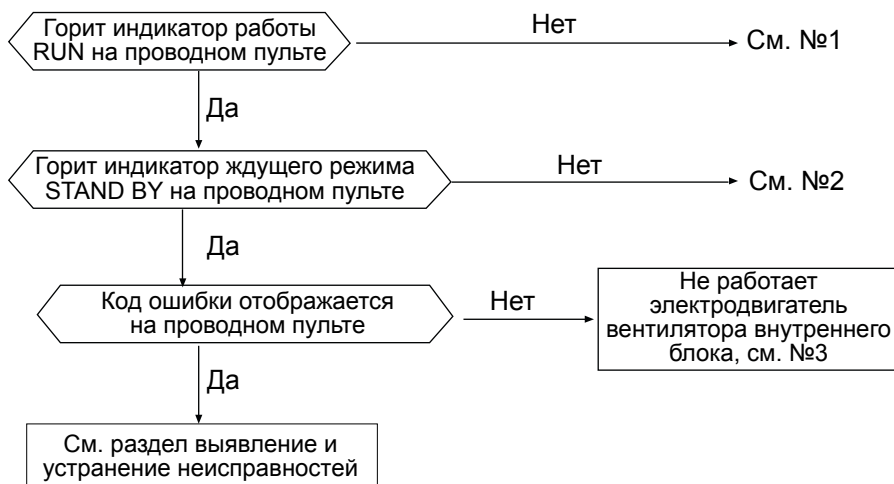 Горит индикатор работы
RUN на проводном пульте
Нет
См. №1
Да
Горит индикатор ждущего режима
STAND BY на проводном пульте
Нет
См. №2
Да
Код ошибки отображается
на проводном пульте
Нет
Не работает
электродвигатель
вентилятора внутреннего
блока, см. №3
Да
См. раздел выявление и
устранение неисправностей